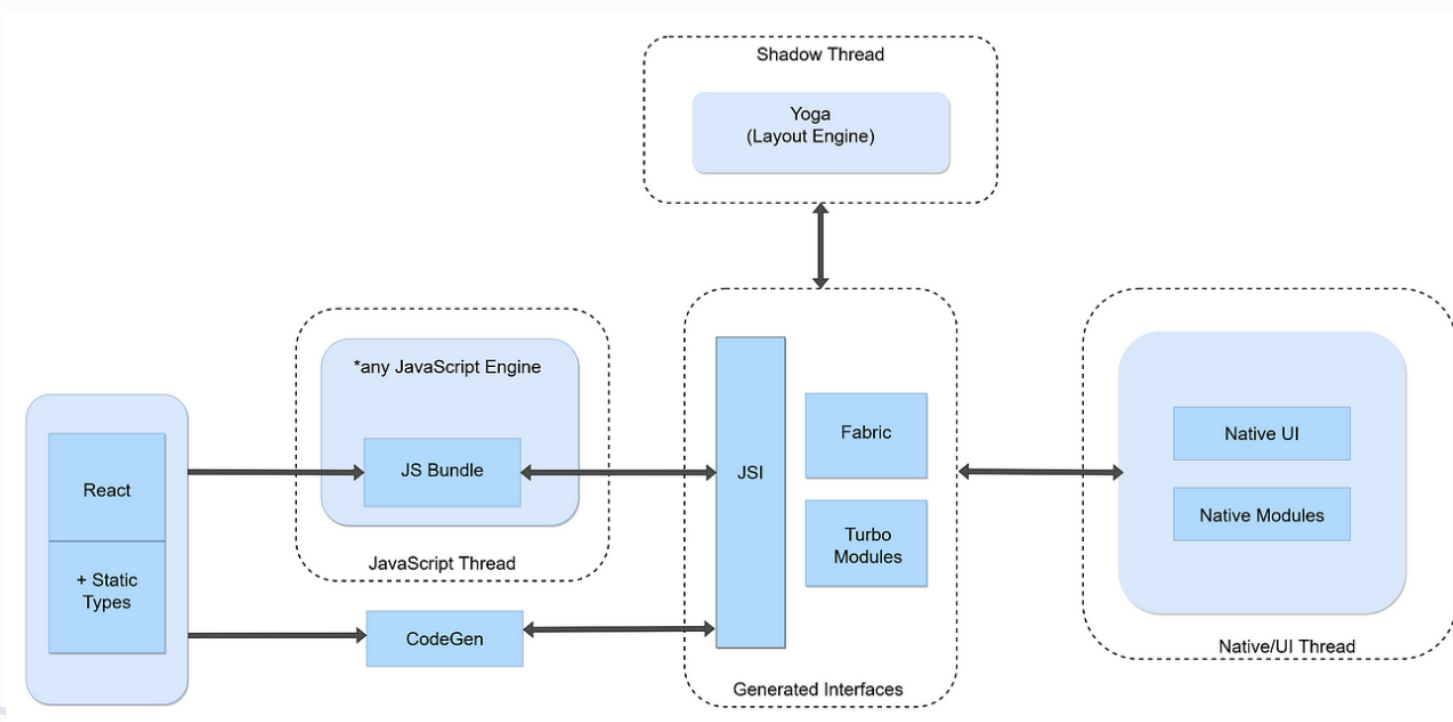 Shadow Thread
Yoga
(Layout Engine)
*any JavaScript Engine
JS Bundle
JavaScript Thread
React
+ Static
Types
CodeGen
JSI
Fabric
Turbo
Modules
Generated Interfaces
Native UI
Native Modules
Native/UI Thread